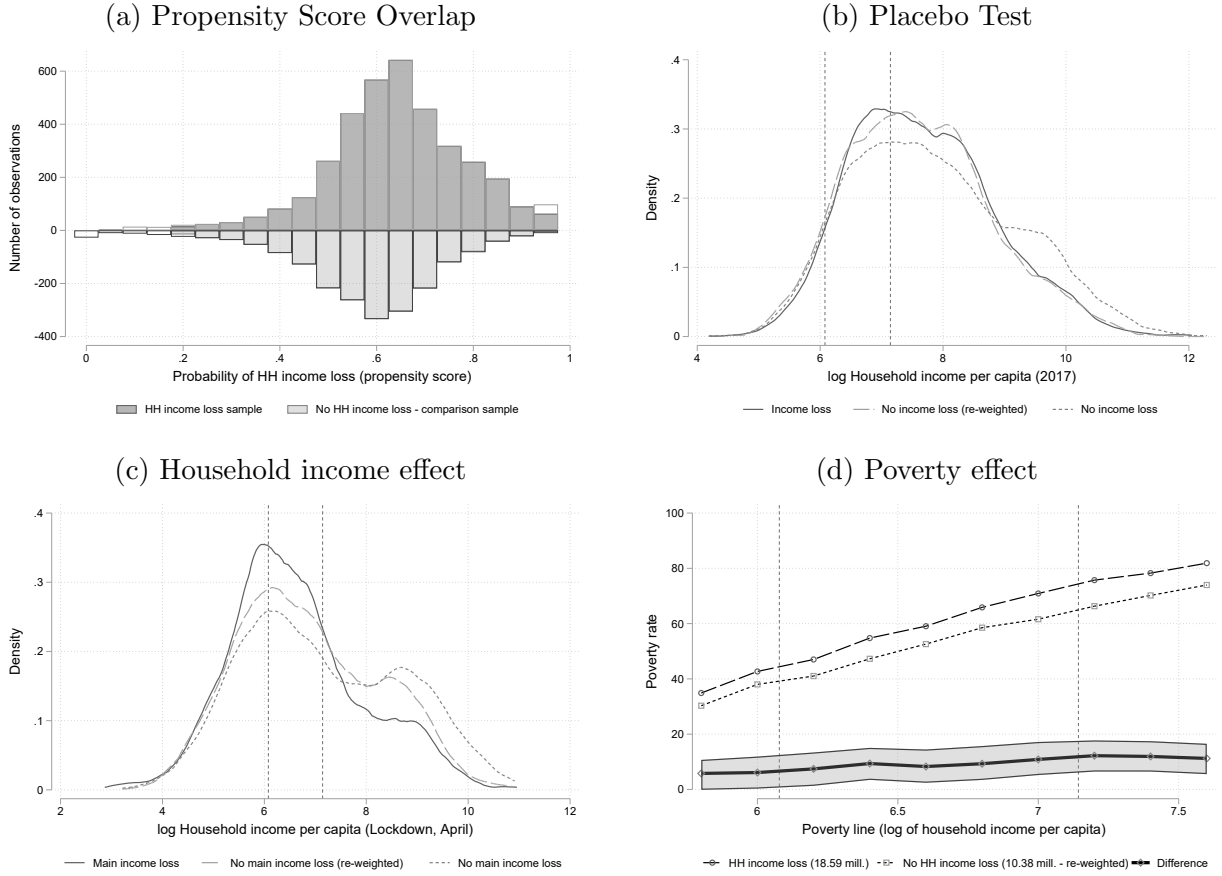 (a) Propensity Score Overlap
600
400
200
0
-200
-400
Number of observations
0 .2 .4 .6 .8 1
Probability of HH income loss (propensity score)
HH income loss sample No HH income loss - comparison sample
(b) Placebo Test
.4
.3
.2
.1
0
Density
4 6 8 10 12
log Household income per capita (2017)
Income loss No income loss (re-weighted) No income loss
(c) Household income effect
.4
.3
.2
.1
0
Density
2 4 6 8 10 12
log Household income per capita (Lockdown, April)
Main income loss No main income loss (re-weighted) No main income loss
(d) Poverty effect
100
80
60
40
20
0
Poverty rate
6 6.5 7 7.5
Poverty line (log of household income per capita)
HH income loss (18.59 mill.) No HH income loss (10.38 mill. - re-weighted) Difference